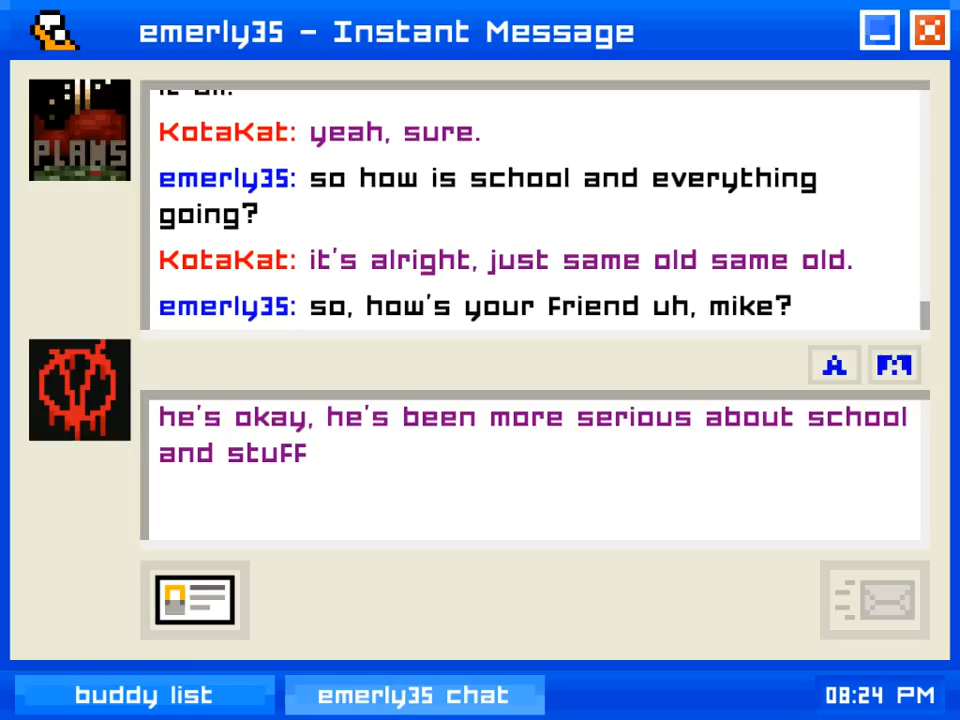 emerly35 - Instant Message
KotaKat: yeah, sure.
emerly35: so how is school and everything
going?
KotaKat: it's alright, just same old same old.
emerly35: so, how's your friend uh, mike?
PLANS
A
he's okay, he's been more serious about school
and stuff
buddy list
emerly35 chat
08:24 PM